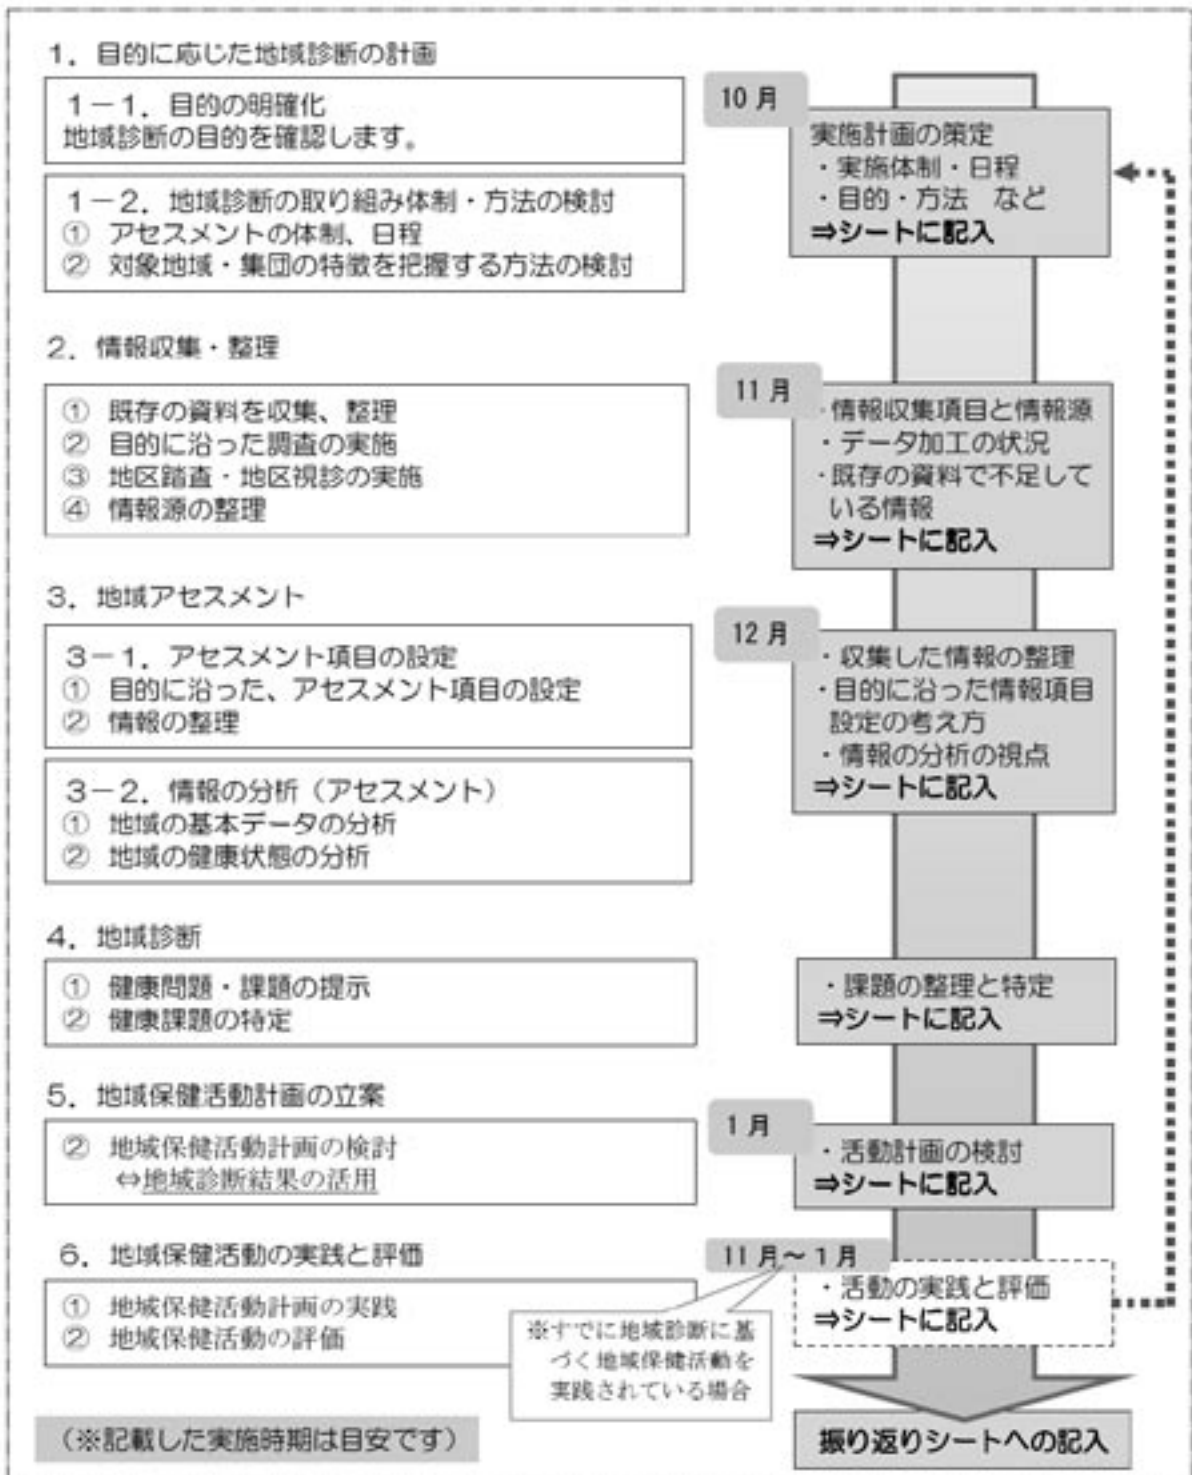 1．目的に応じた地域診断の計画
1－1．目的の明確化
地域診断の目的を確認します。
1－2．地域診断の取り組み体制・方法の検討
① アセスメントの体制、日程
② 対象地域・集団の特徴を把握する方法の検討
10月
実施計画の策定
・実施体制・日程
・目的・方法　など
⇒シートに記入
2．情報収集・整理
① 既存の資料を収集、整理
② 目的に沿った調査の実施
③ 地区踏査・地区視診の実施
④ 情報源の整理
11月
・情報収集項目と情報源
・データ加工の状況
・既存の資料で不足して
いる情報
⇒シートに記入
3．地域アセスメント
3－1．アセスメント項目の設定
① 目的に沿った、アセスメント項目の設定
② 情報の整理
3－2．情報の分析（アセスメント）
① 地域の基本データの分析
② 地域の健康状態の分析
12月
・収集した情報の整理
・目的に沿った情報項目
設定の考え方
・情報の分析の視点
⇒シートに記入
4．地域診断
① 健康問題・課題の提示
② 健康課題の特定
・課題の整理と特定
⇒シートに記入
5．地域保健活動計画の立案
② 地域保健活動計画の検討
⇔地域診断結果の活用
1月
・活動計画の検討
⇒シートに記入
6．地域保健活動の実践と評価
① 地域保健活動計画の実践
② 地域保健活動の評価
11月～1月
・活動の実践と評価
⇒シートに記入
※すでに地域診断に基
づく地域保健活動を
実践されている場合
（※記載した実施時期は目安です）
振り返りシートへの記入